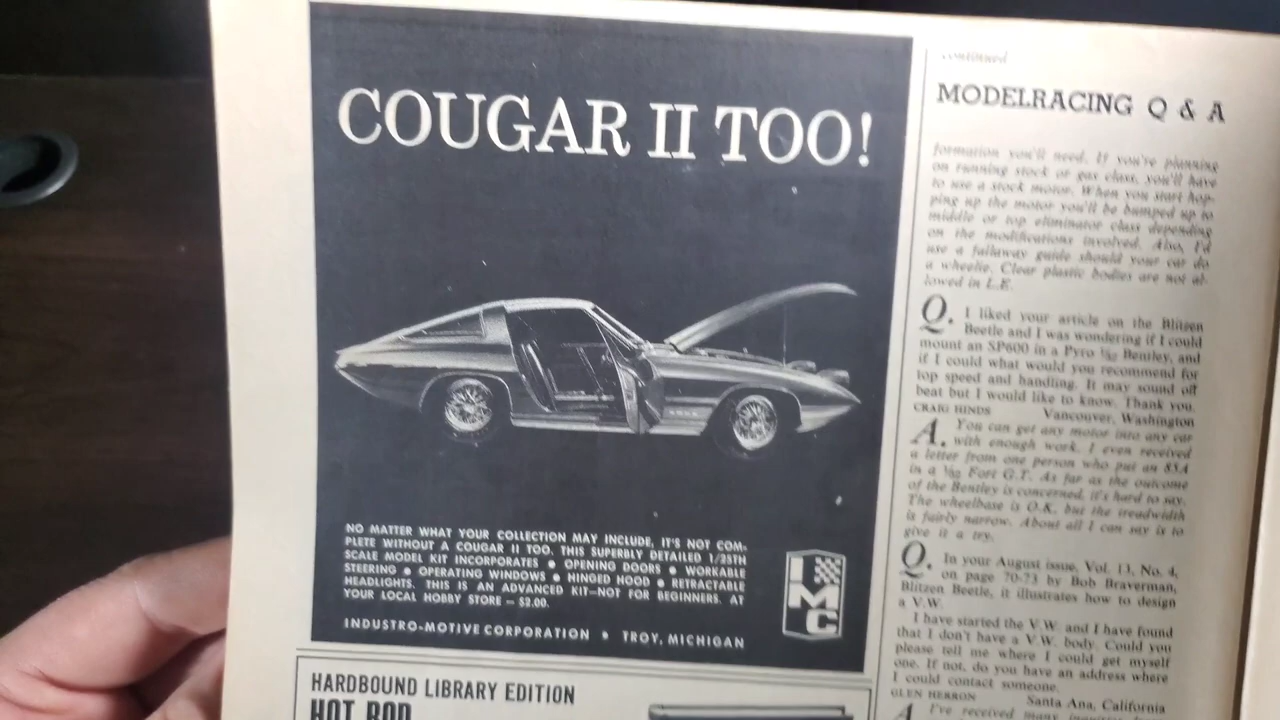 COUGAR II TOO!
NO MATTER WHAT YOUR COLLECTION MAY INCLUDE, IT'S NOT COM-
PLETE WITHOUT A COUGAR II TOO. THIS SUPERBLY DETAILED 1/25TH
SCALE MODEL KIT INCORPORATES • OPENING DOORS • WORKABLE
STEERING • OPERATING WINDOWS • HINGED HOOD • RETRACTABLE
HEADLIGHTS. THIS IS AN ADVANCED KIT—NOT FOR BEGINNERS. AT
YOUR LOCAL HOBBY STORE — $2.00.
INDUSTRO-MOTIVE CORPORATION • TROY, MICHIGAN
IMC
HARDBOUND LIBRARY EDITION
HOT ROD
continued
MODELRACING Q & A
formation you'll need. If you're planning
on running stock or gas class, you'll have
to use a stock motor. When you start hop-
ping up the motor you'll be bumped up to
middle or top eliminator class depending
on the modifications involved. Also, I'd
use a fallaway guide should your car do
a wheelie. Clear plastic bodies are not al-
lowed in L.E.
Q. I liked your article on the Blitzen
Beetle and I was wondering if I could
mount an SP600 in a Pyro 1/32 Bentley, and
if I could what would you recommend for
top speed and handling. It may sound off
beat but I would like to know. Thank you.
CRAIG HINDS Vancouver, Washington
A. You can get any motor into any car
with enough work. I even received
a letter from one person who put an 85A
in a Fort G.T. As far as the outcome
of the Bentley is concerned, it's hard to say.
The wheelbase is O.K. but the treadwidth
is fairly narrow. About all I can say is to
give it a try.
Q. In your August issue, Vol. 13, No. 4,
on page 70-73 by Bob Braverman,
Blitzen Beetle, it illustrates how to design
a V.W.
I have started the V.W. and I have found
that I don't have a V.W. body. Could you
please tell me where I could get myself
one. If not, do you have an address where
I could contact someone.
GLEN HERRON Santa Ana, California
A I've received many